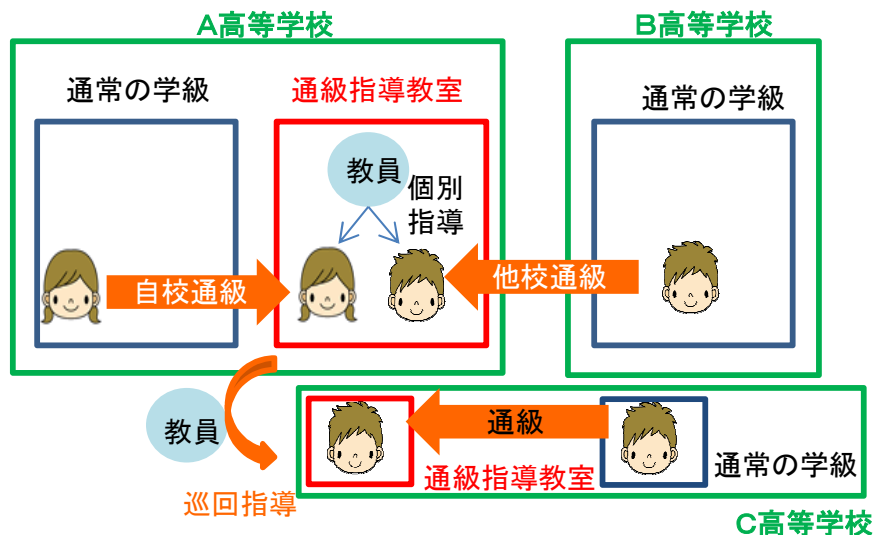 A高等学校
B高等学校
通常の学級
通級指導教室
通常の学級
教員
個別
指導
自校通級
他校通級
教員
通級
通級指導教室
通常の学級
巡回指導
C高等学校